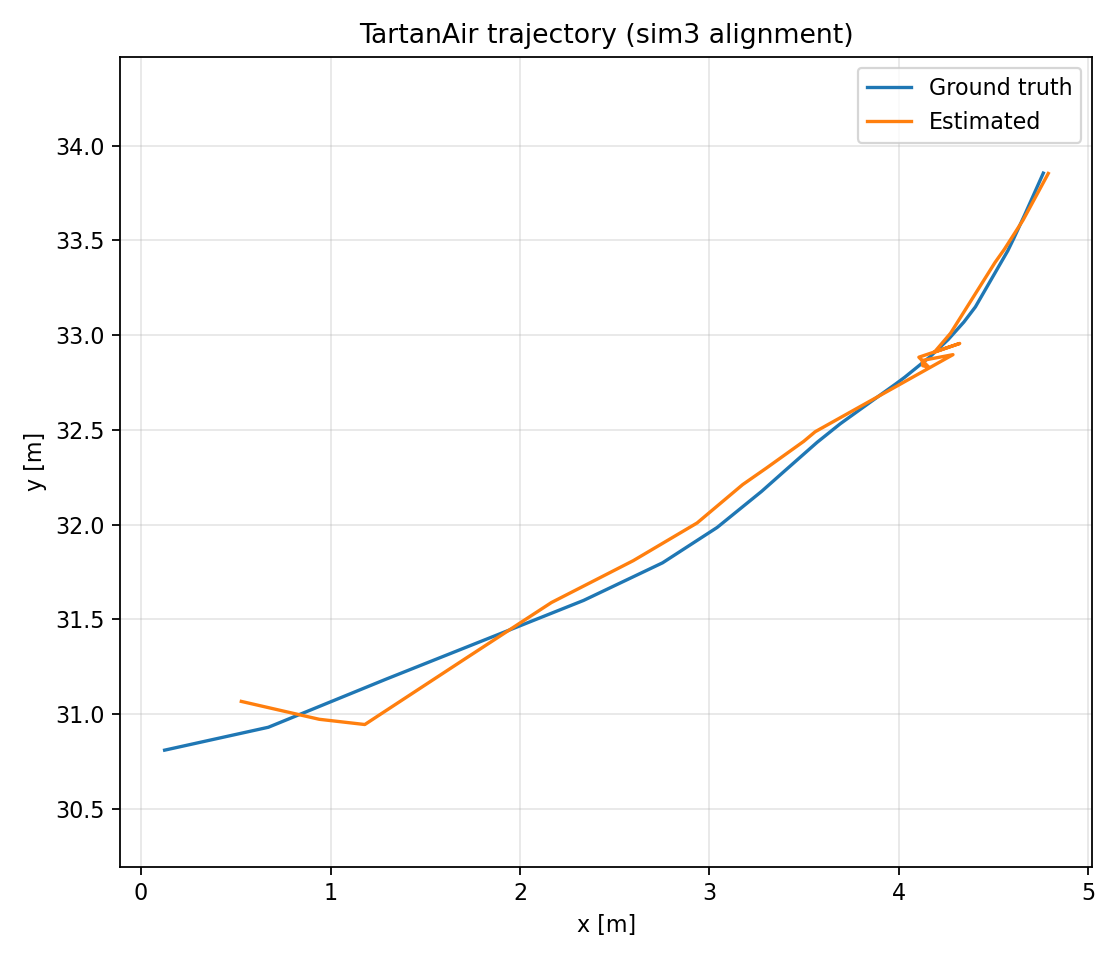 TartanAir trajectory (sim3 alignment)
Ground truth
Estimated
34.0
33.5
33.0
32.5
32.0
31.5
31.0
30.5
y [m]
0 1 2 3 4 5
x [m]